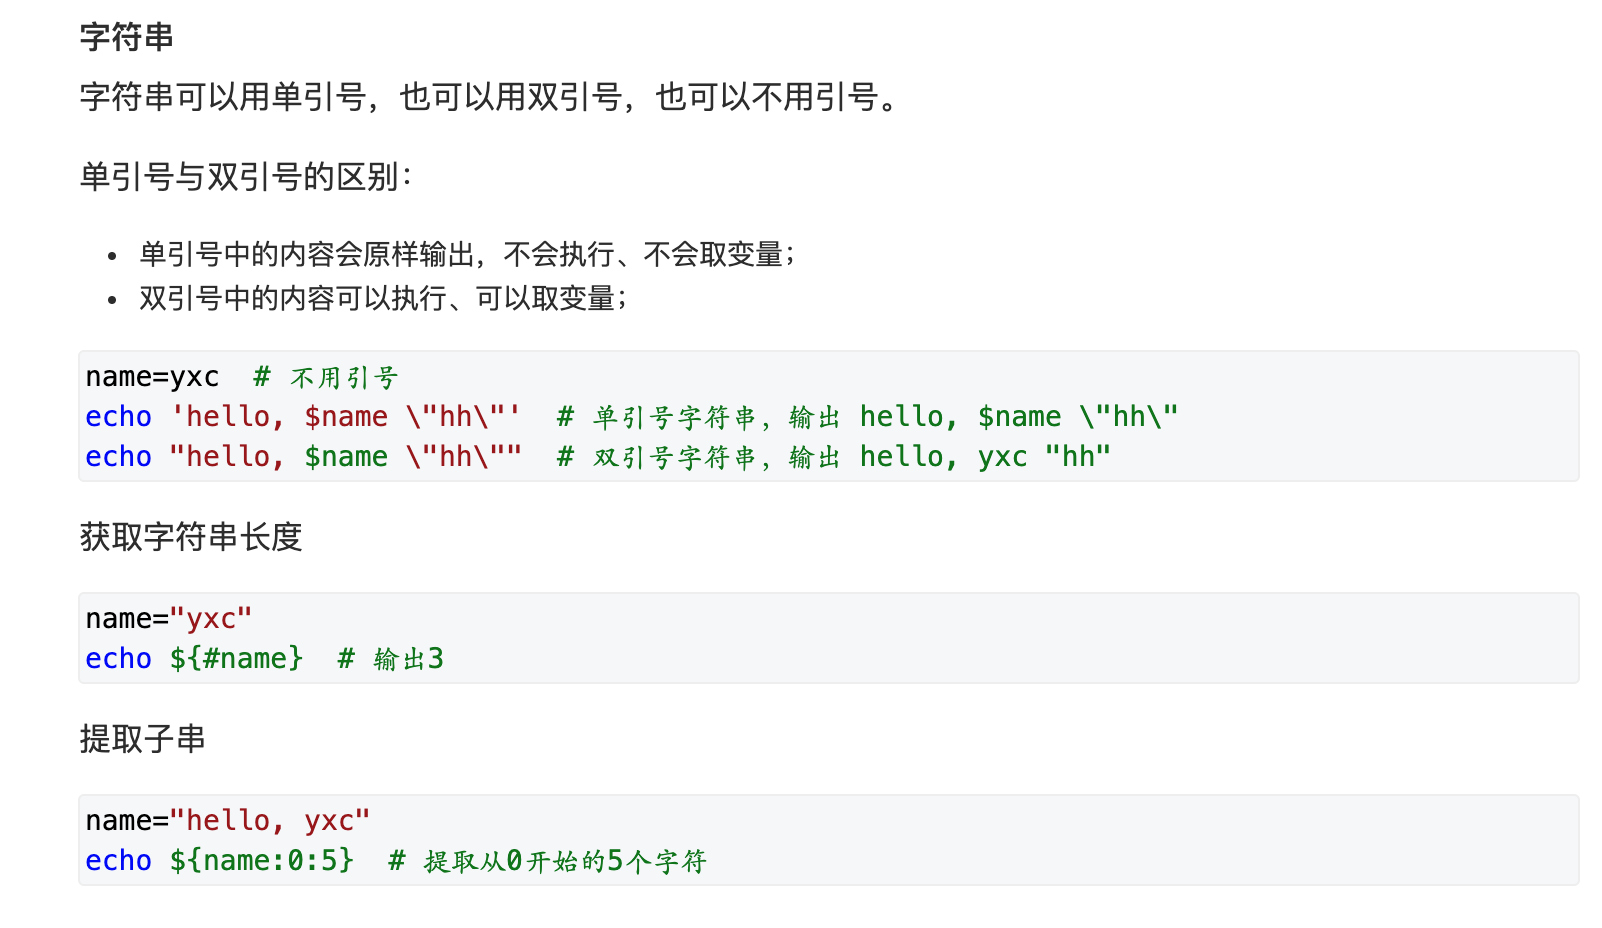 字符串
字符串可以用单引号，也可以用双引号，也可以不用引号。
单引号与双引号的区别：
• 单引号中的内容会原样输出，不会执行、不会取变量；
• 双引号中的内容可以执行、可以取变量；
name=yxc  # 不用引号
echo 'hello, $name \"hh\"'  # 单引号字符串，输出 hello, $name \"hh\"
echo "hello, $name \"hh\""  # 双引号字符串，输出 hello, yxc "hh"
获取字符串长度
name="yxc"
echo ${#name}  # 输出3
提取子串
name="hello, yxc"
echo ${name:0:5}  # 提取从0开始的5个字符